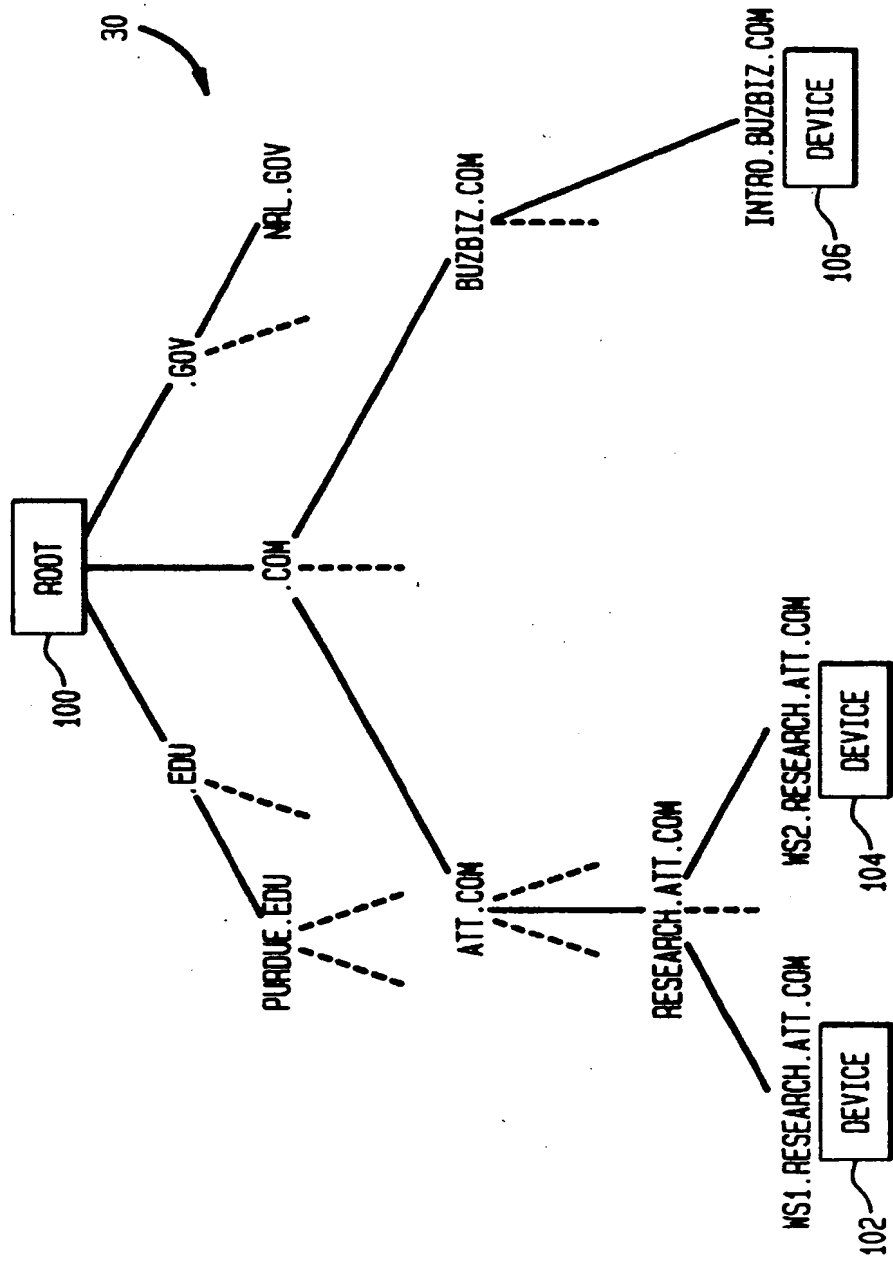 30
ROOT
100
.EDU
.GOV
PURDUE.EDU
.COM
NRL.GOV
ATT.COM
BUZBIZ.COM
RESEARCH.ATT.COM
WS1.RESEARCH.ATT.COM
WS2.RESEARCH.ATT.COM
INTRO.BUZBIZ.COM
DEVICE
DEVICE
DEVICE
102
104
106